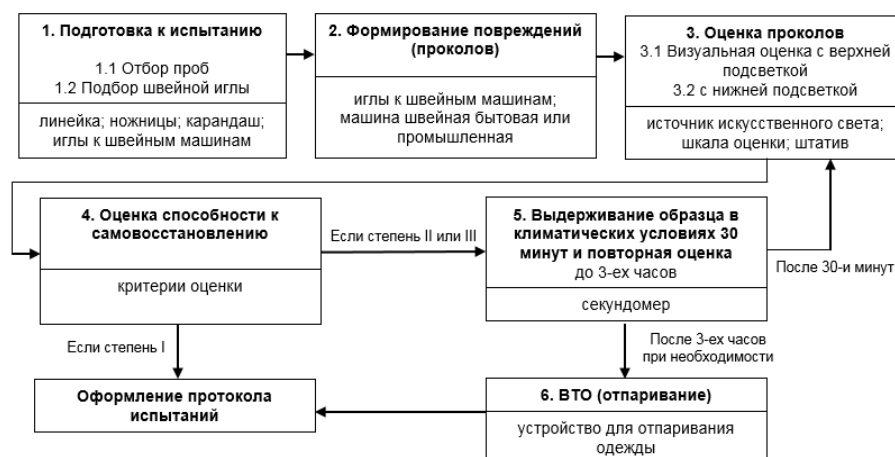 1. Подготовка к испытанию
1.1 Отбор проб
1.2 Подбор швейной иглы
линейка; ножницы; карандаш;
иглы к швейным машинам
2. Формирование повреждений
(проколов)
иглы к швейным машинам;
машина швейная бытовая или
промышленная
3. Оценка проколов
3.1 Визуальная оценка с верхней
подсветкой
3.2 с нижней подсветкой
источник искусственного света;
шкала оценки; штатив
4. Оценка способности к
самовосстановлению
критерии оценки
Если степень II или III
5. Выдерживание образца в
климатических условиях 30
минут и повторная оценка
до 3-ех часов
секундомер
После 30-и минут
Если степень I
После 3-ех часов
при необходимости
Оформление протокола
испытаний
6. ВТО (отпаривание)
устройство для отпаривания
одежды